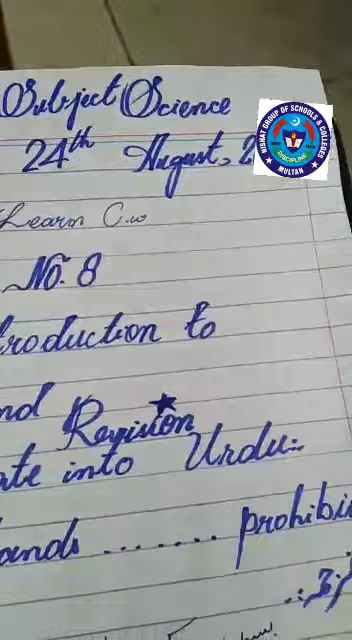 Subject Science
24th August, 2
Learn C.w
No. 8
troduction to
nd Revision
ate into Urdu:
ands ....... prohibi
NISHAT GROUP OF SCHOOLS & COLLEGES
DISCIPLINE
MULTAN